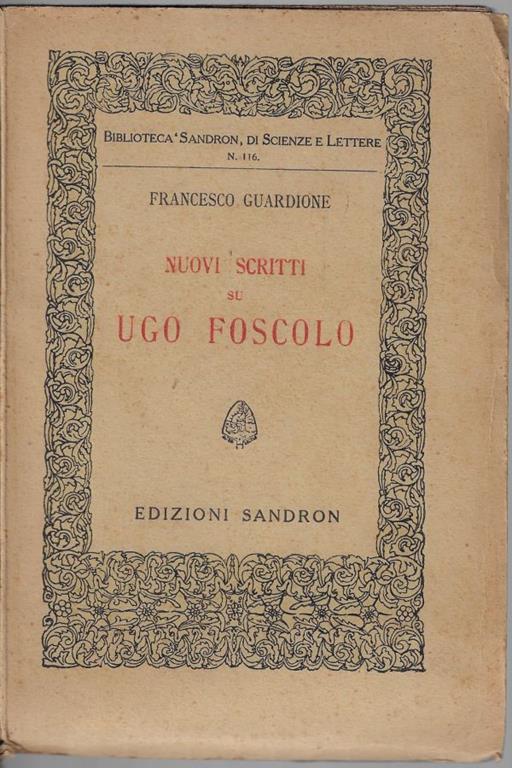 BIBLIOTECA "SANDRON„ DI SCIENZE E LETTERE
N. 116.
FRANCESCO GUARDIONE
NUOVI SCRITTI
SU
UGO FOSCOLO
EDIZIONI SANDRON